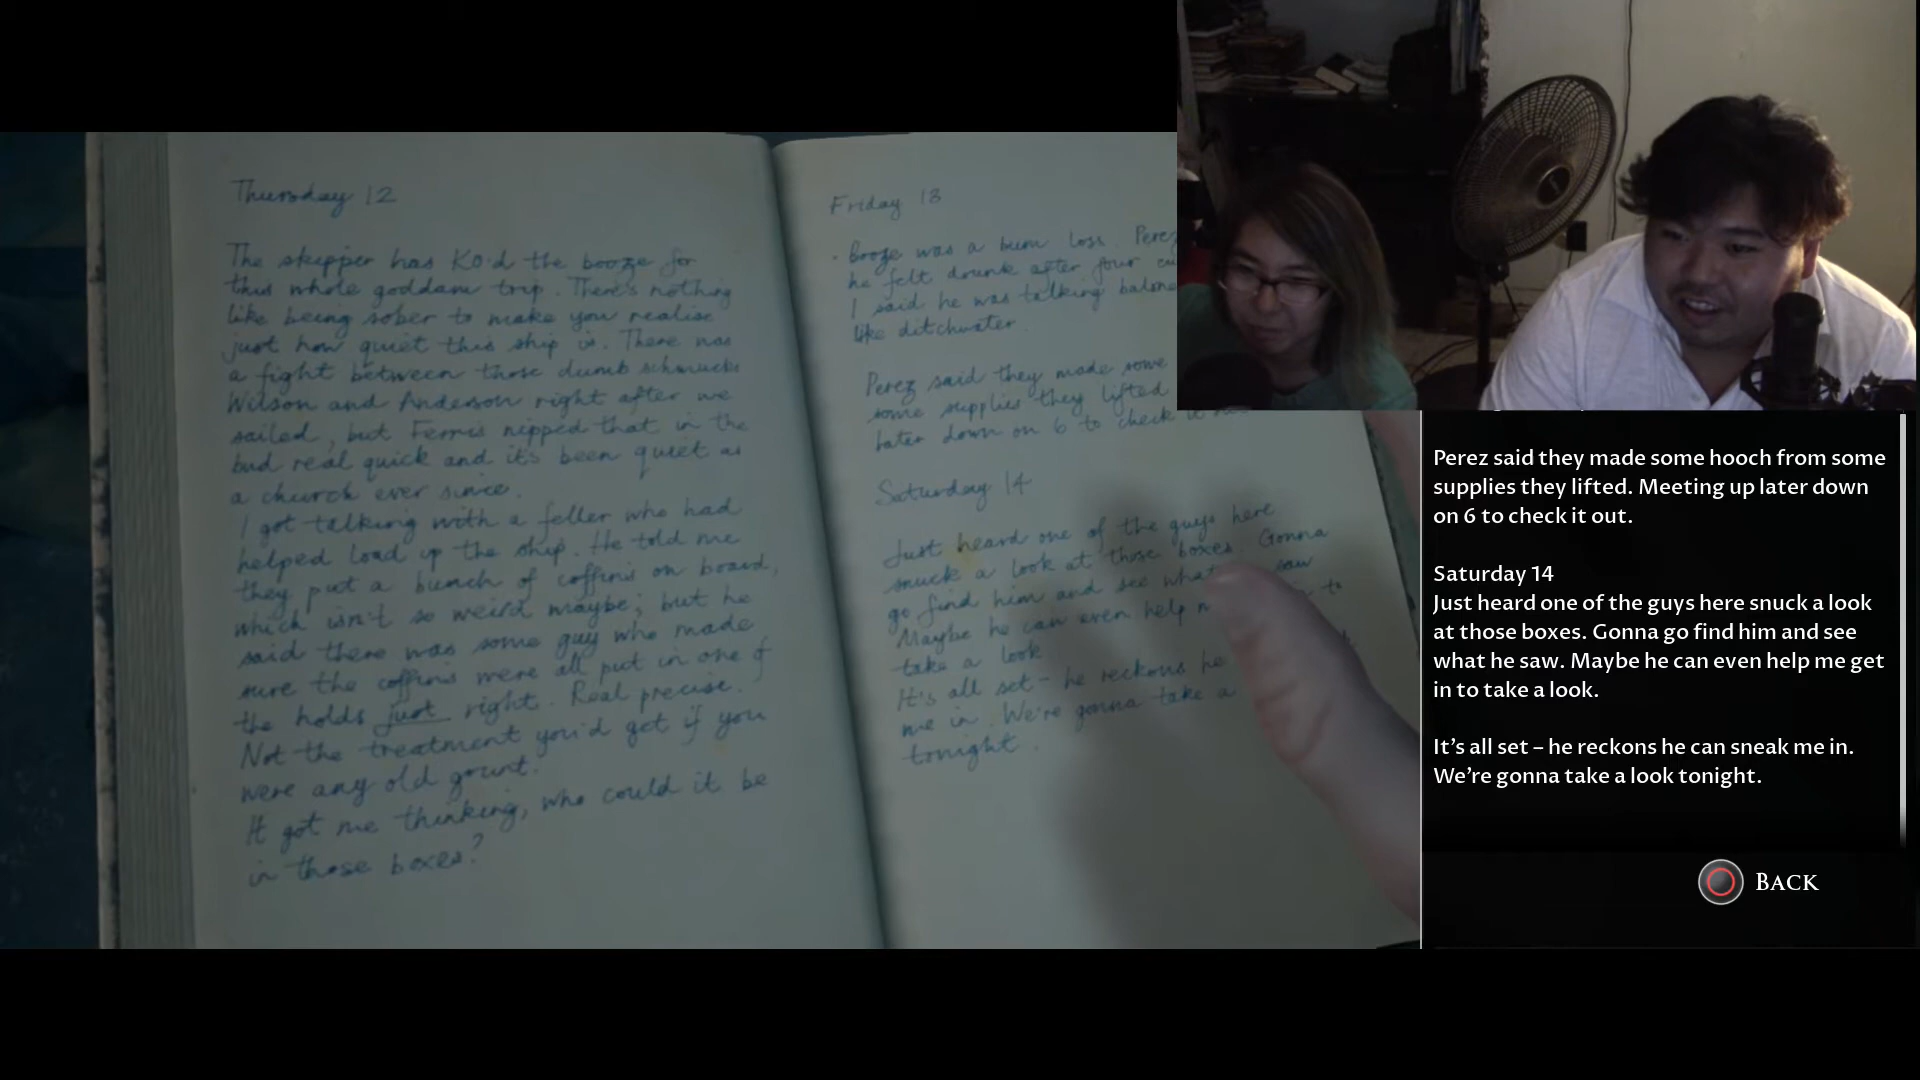 Thursday 12
The skipper has KO'd the booze for
this whole goddam trip. There's nothing
like being sober to make you realise
just how quiet this ship is. There was
a fight between those dumb schmucks
Wilson and Anderson right after we
sailed, but Ferris nipped that in the
bud real quick and it's been quiet as
a church ever since.
I got talking with a feller who had
helped load up the ship. He told me
they put a bunch of coffins on board,
which isn't so weird maybe; but he
said there was some guy who made
sure the coffins were all put in one of
the holds just right. Real precise.
Not the treatment you'd get if you
were any old grunt.
It got me thinking, who could it be
in those boxes?
Friday 13
Booze was a bum loss. Perez
he felt drunk after four
I said he was talking
like ditchwater.
Perez said they made some
some supplies they lifted
later down on 6 to check it
Saturday 14
Just heard one of the guys here
snuck a look at those boxes. Gonna
go find him and see what saw
Maybe he can even help to
take a look
It's all set - he reckons he
me in. We're gonna take a
tonight.
Perez said they made some hooch from some
supplies they lifted. Meeting up later down
on 6 to check it out.
Saturday 14
Just heard one of the guys here snuck a look
at those boxes. Gonna go find him and see
what he saw. Maybe he can even help me get
in to take a look.
It's all set – he reckons he can sneak me in.
We're gonna take a look tonight.
BACK